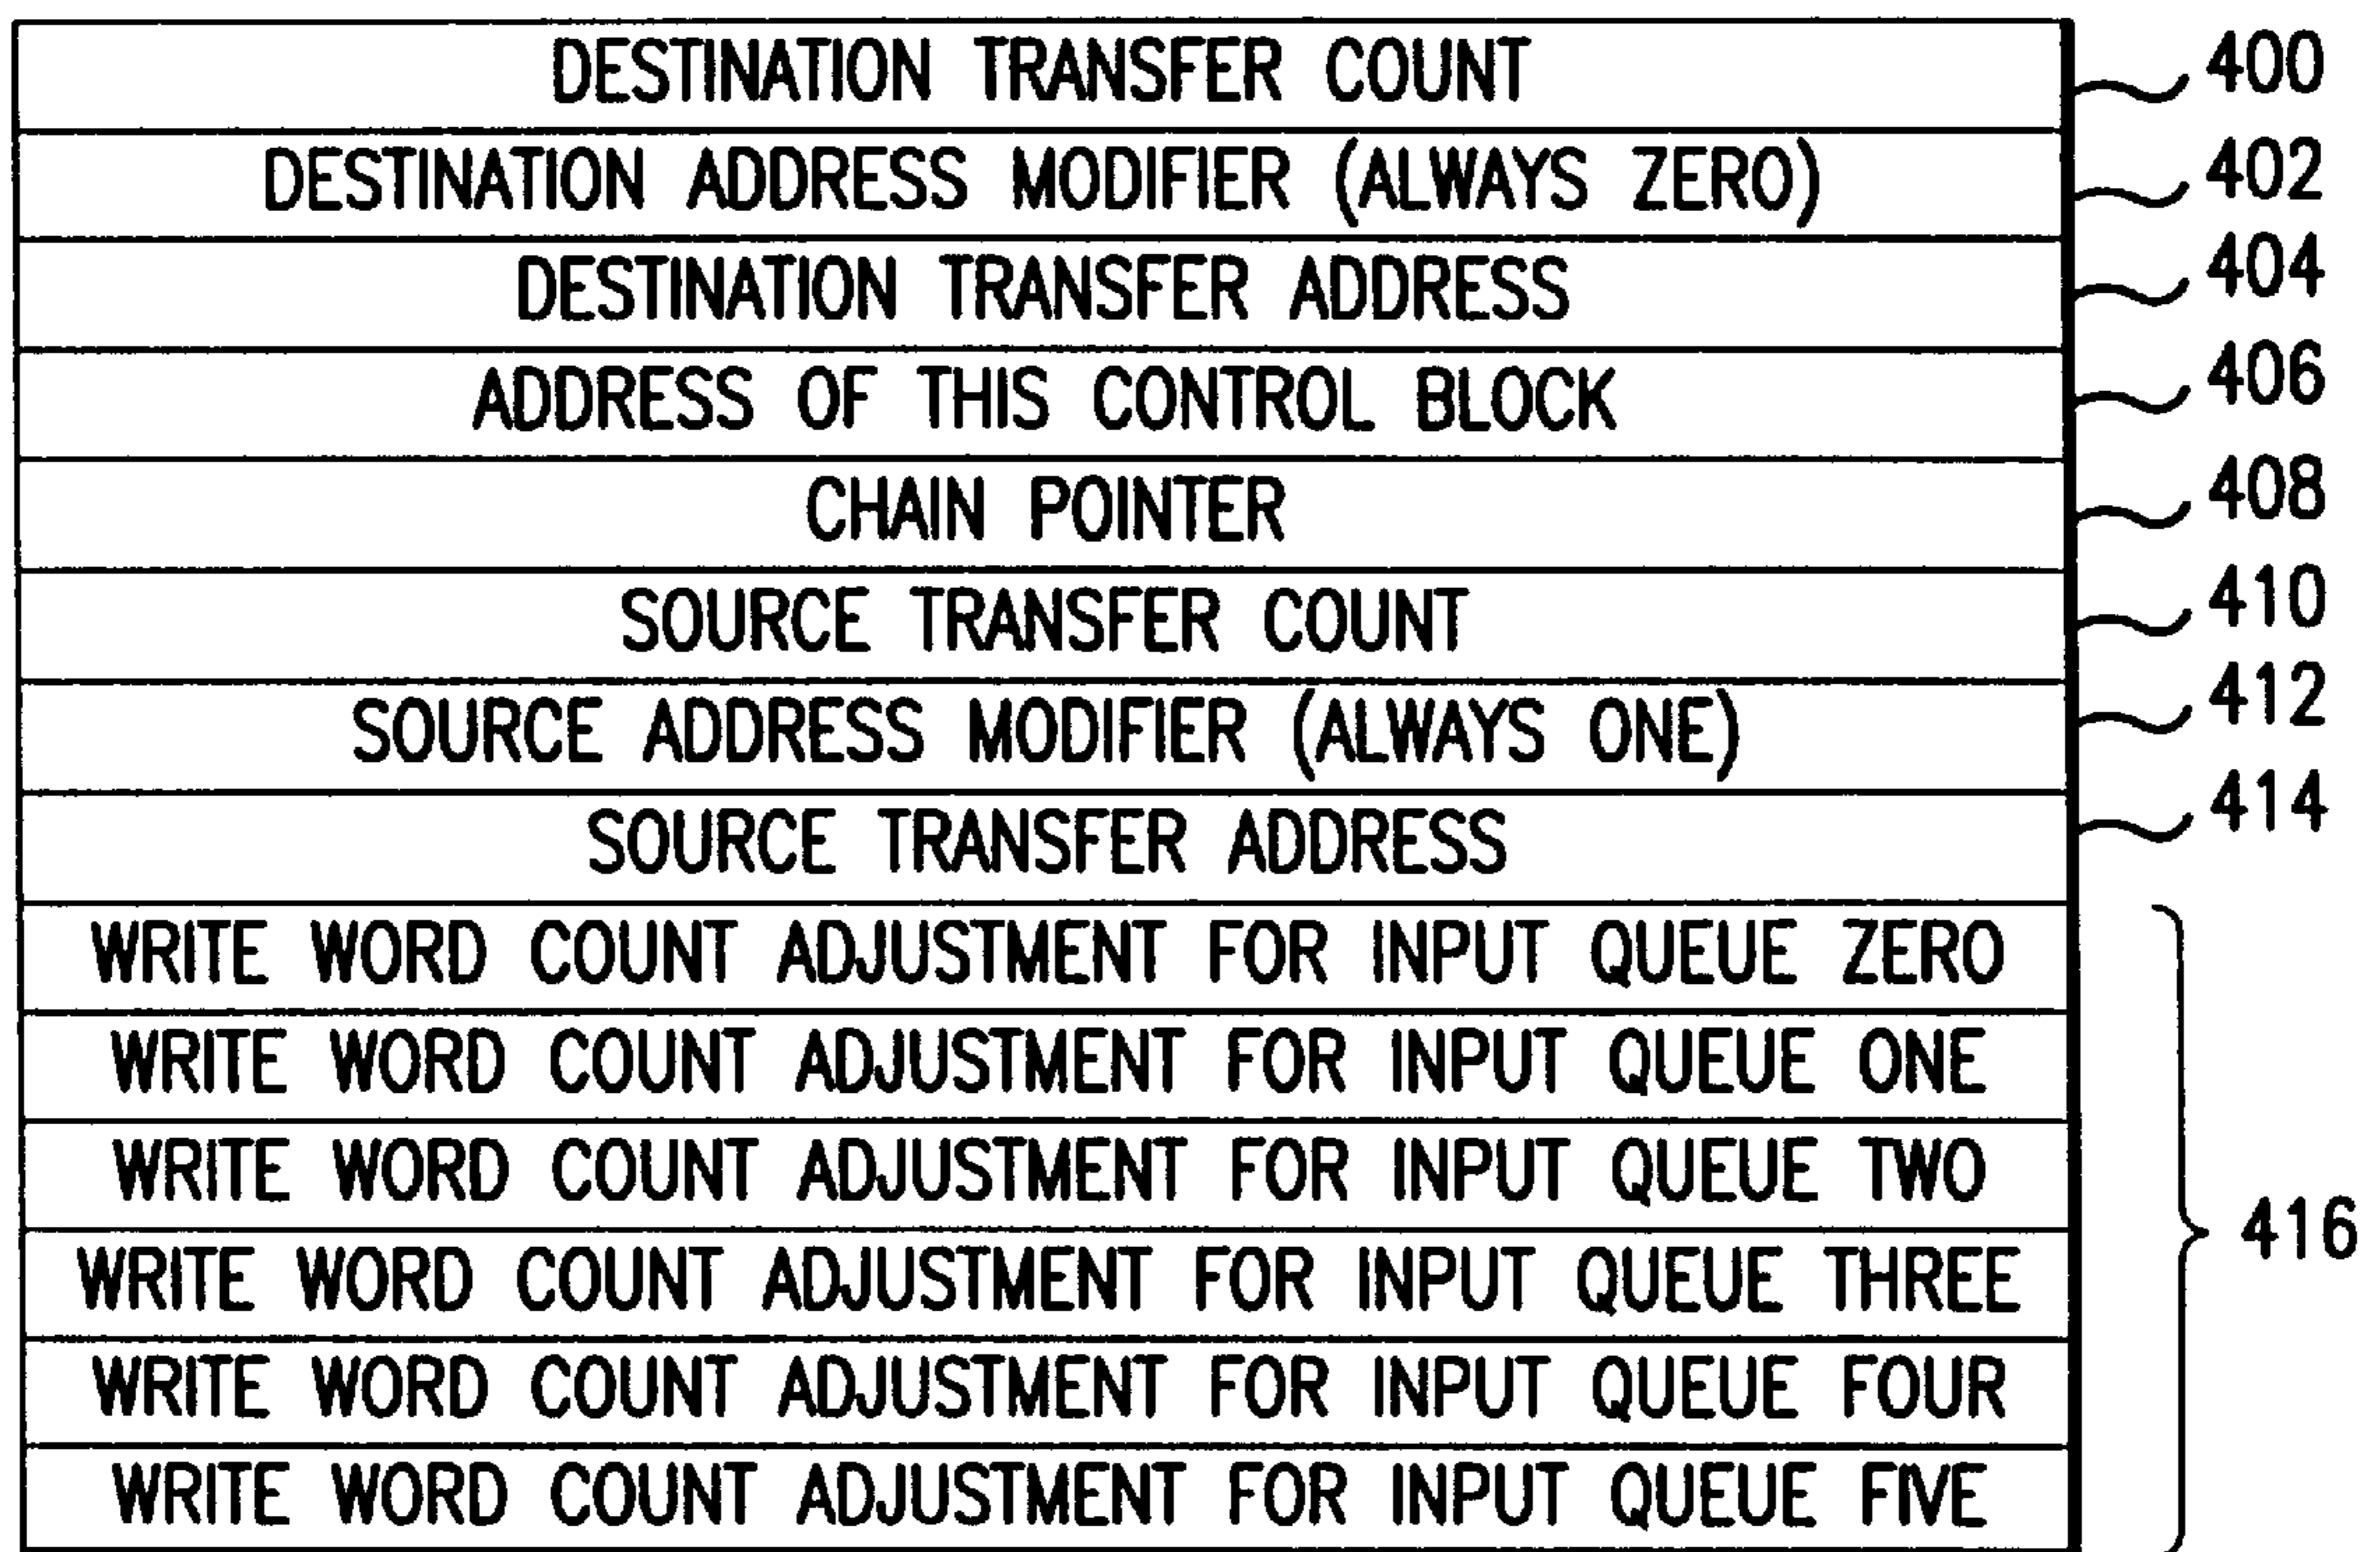 DESTINATION TRANSFER COUNT 400
DESTINATION ADDRESS MODIFIER (ALWAYS ZERO) 402
DESTINATION TRANSFER ADDRESS 404
ADDRESS OF THIS CONTROL BLOCK 406
CHAIN POINTER 408
SOURCE TRANSFER COUNT 410
SOURCE ADDRESS MODIFIER (ALWAYS ONE) 412
SOURCE TRANSFER ADDRESS 414
WRITE WORD COUNT ADJUSTMENT FOR INPUT QUEUE ZERO
WRITE WORD COUNT ADJUSTMENT FOR INPUT QUEUE ONE
WRITE WORD COUNT ADJUSTMENT FOR INPUT QUEUE TWO
WRITE WORD COUNT ADJUSTMENT FOR INPUT QUEUE THREE 416
WRITE WORD COUNT ADJUSTMENT FOR INPUT QUEUE FOUR
WRITE WORD COUNT ADJUSTMENT FOR INPUT QUEUE FIVE